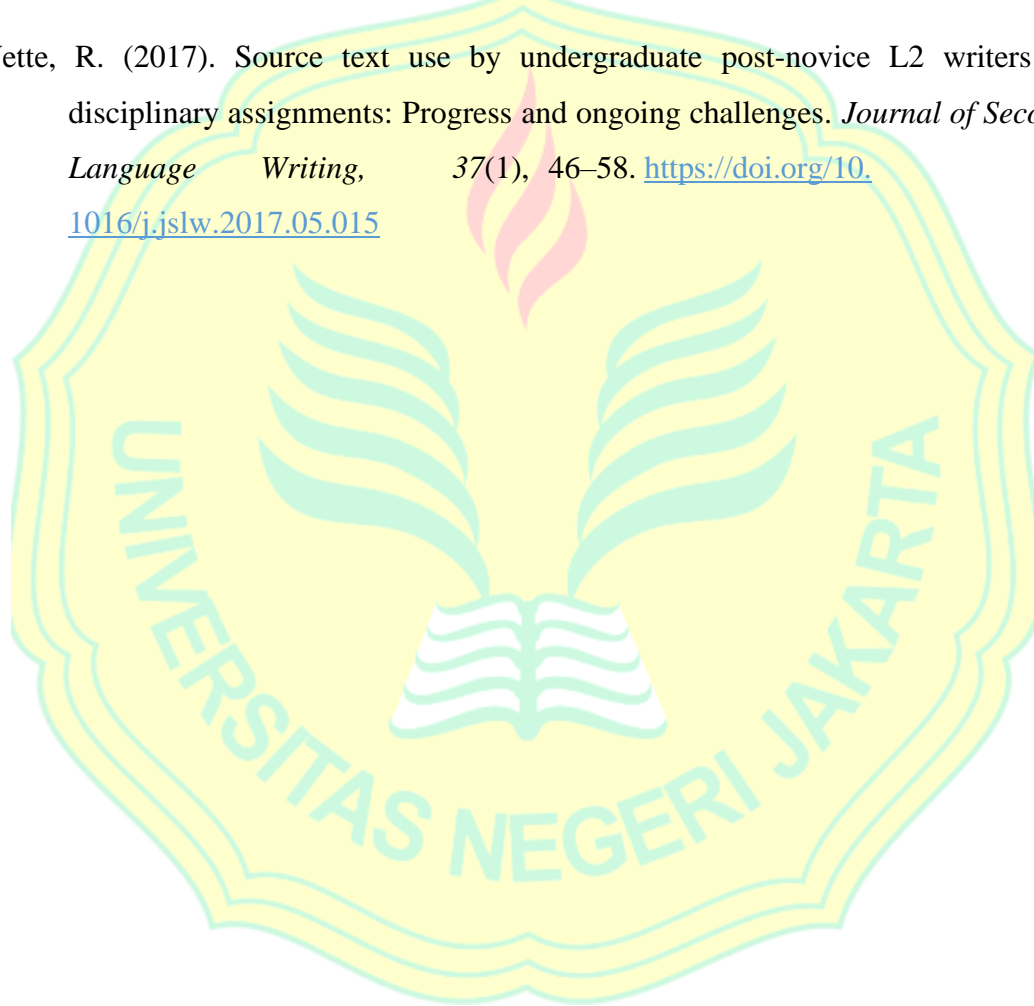 ette, R. (2017). Source text use by undergraduate post-novice L2 writers
disciplinary assignments: Progress and ongoing challenges. Journal of Seco
Language Writing, 37(1), 46–58. https://doi.org/10.
1016/j.jslw.2017.05.015
UNIVERSITAS NEGERI JAKARTA